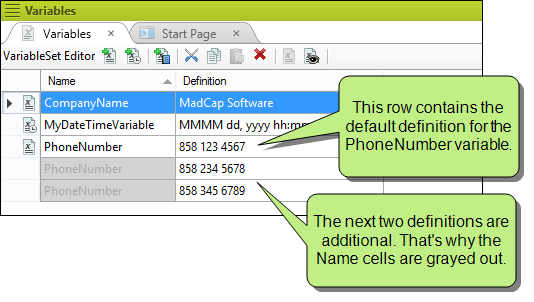 Variables
Variables
Start Page
VariableSet Editor
Name Definition
CompanyName MadCap Software
MyDateTimeVariable MMMM dd, yyyy hh:mm
PhoneNumber 858 123 4567
PhoneNumber 858 234 5678
PhoneNumber 858 345 6789
This row contains the
default definition for the
PhoneNumber variable.
The next two definitions are
additional. That's why the
Name cells are grayed out.